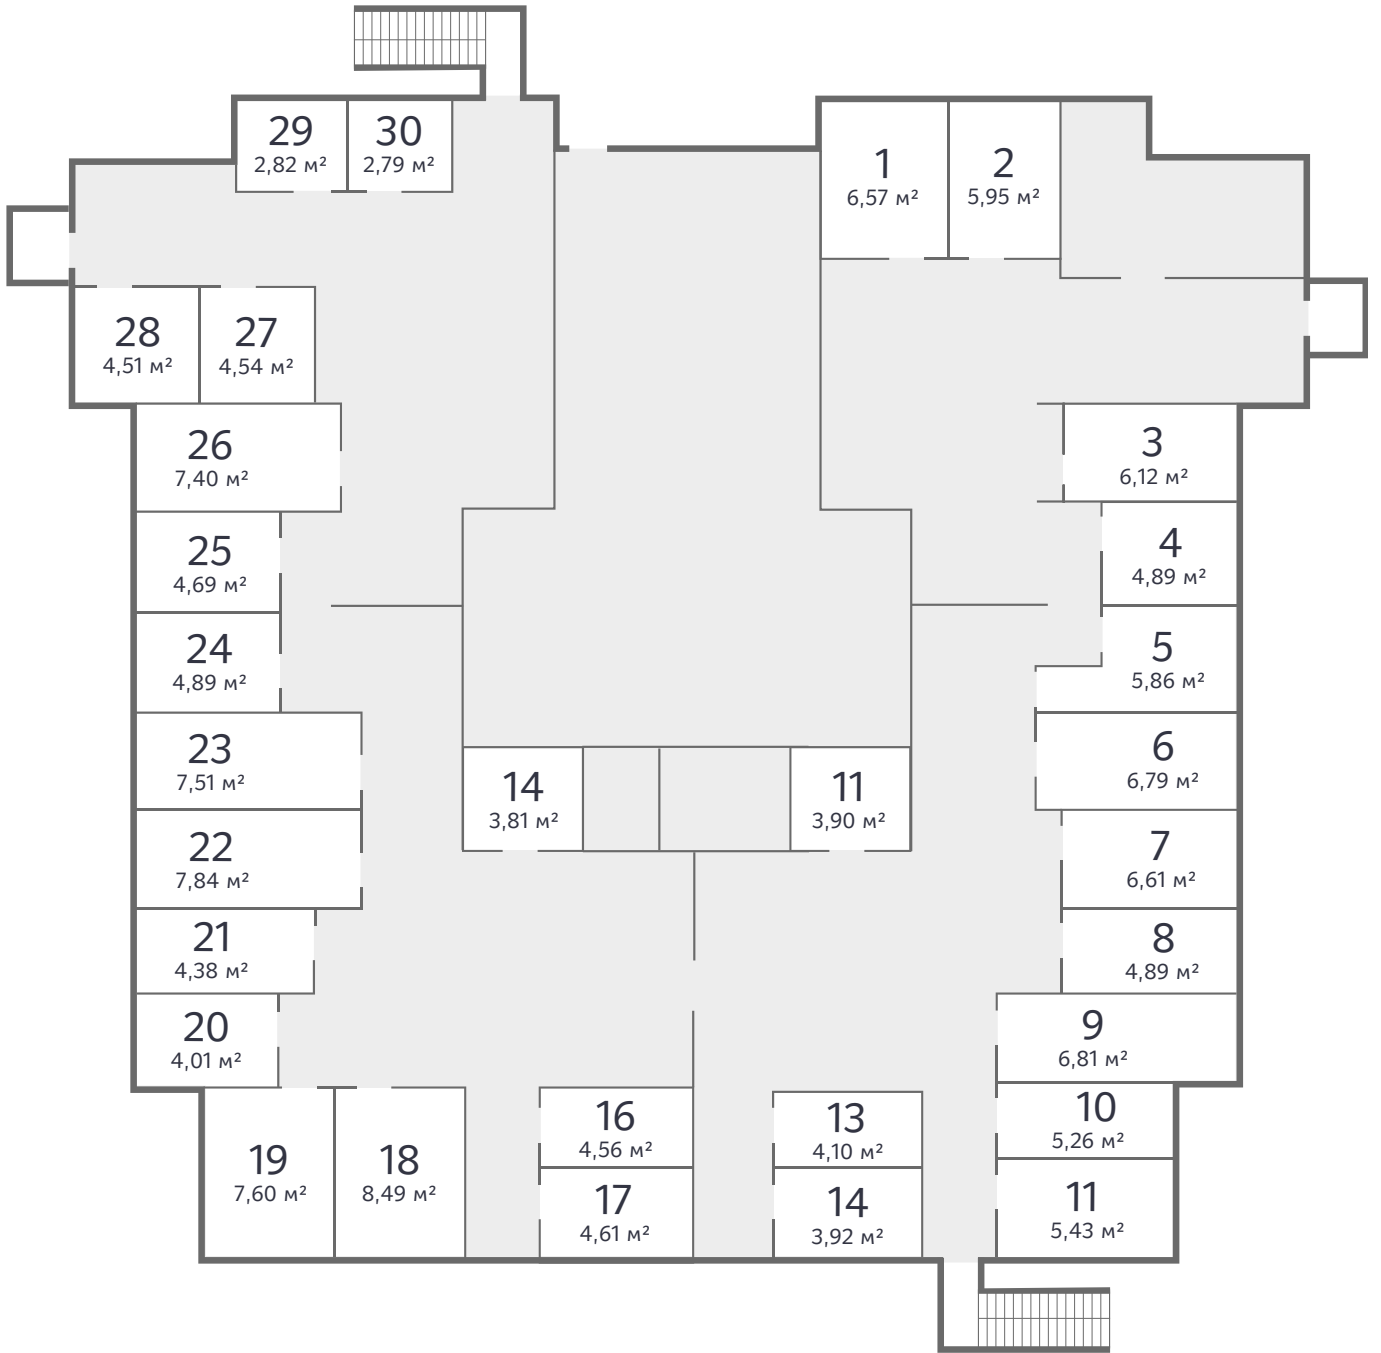 29
2,82 м²
30
2,79 м²
1
6,57 м²
2
5,95 м²
28
4,51 м²
27
4,54 м²
26
7,40 м²
3
6,12 м²
25
4,69 м²
4
4,89 м²
24
4,89 м²
5
5,86 м²
23
7,51 м²
6
6,79 м²
14
3,81 м²
11
3,90 м²
22
7,84 м²
7
6,61 м²
21
4,38 м²
8
4,89 м²
20
4,01 м²
9
6,81 м²
19
7,60 м²
18
8,49 м²
16
4,56 м²
13
4,10 м²
10
5,26 м²
17
4,61 м²
14
3,92 м²
11
5,43 м²